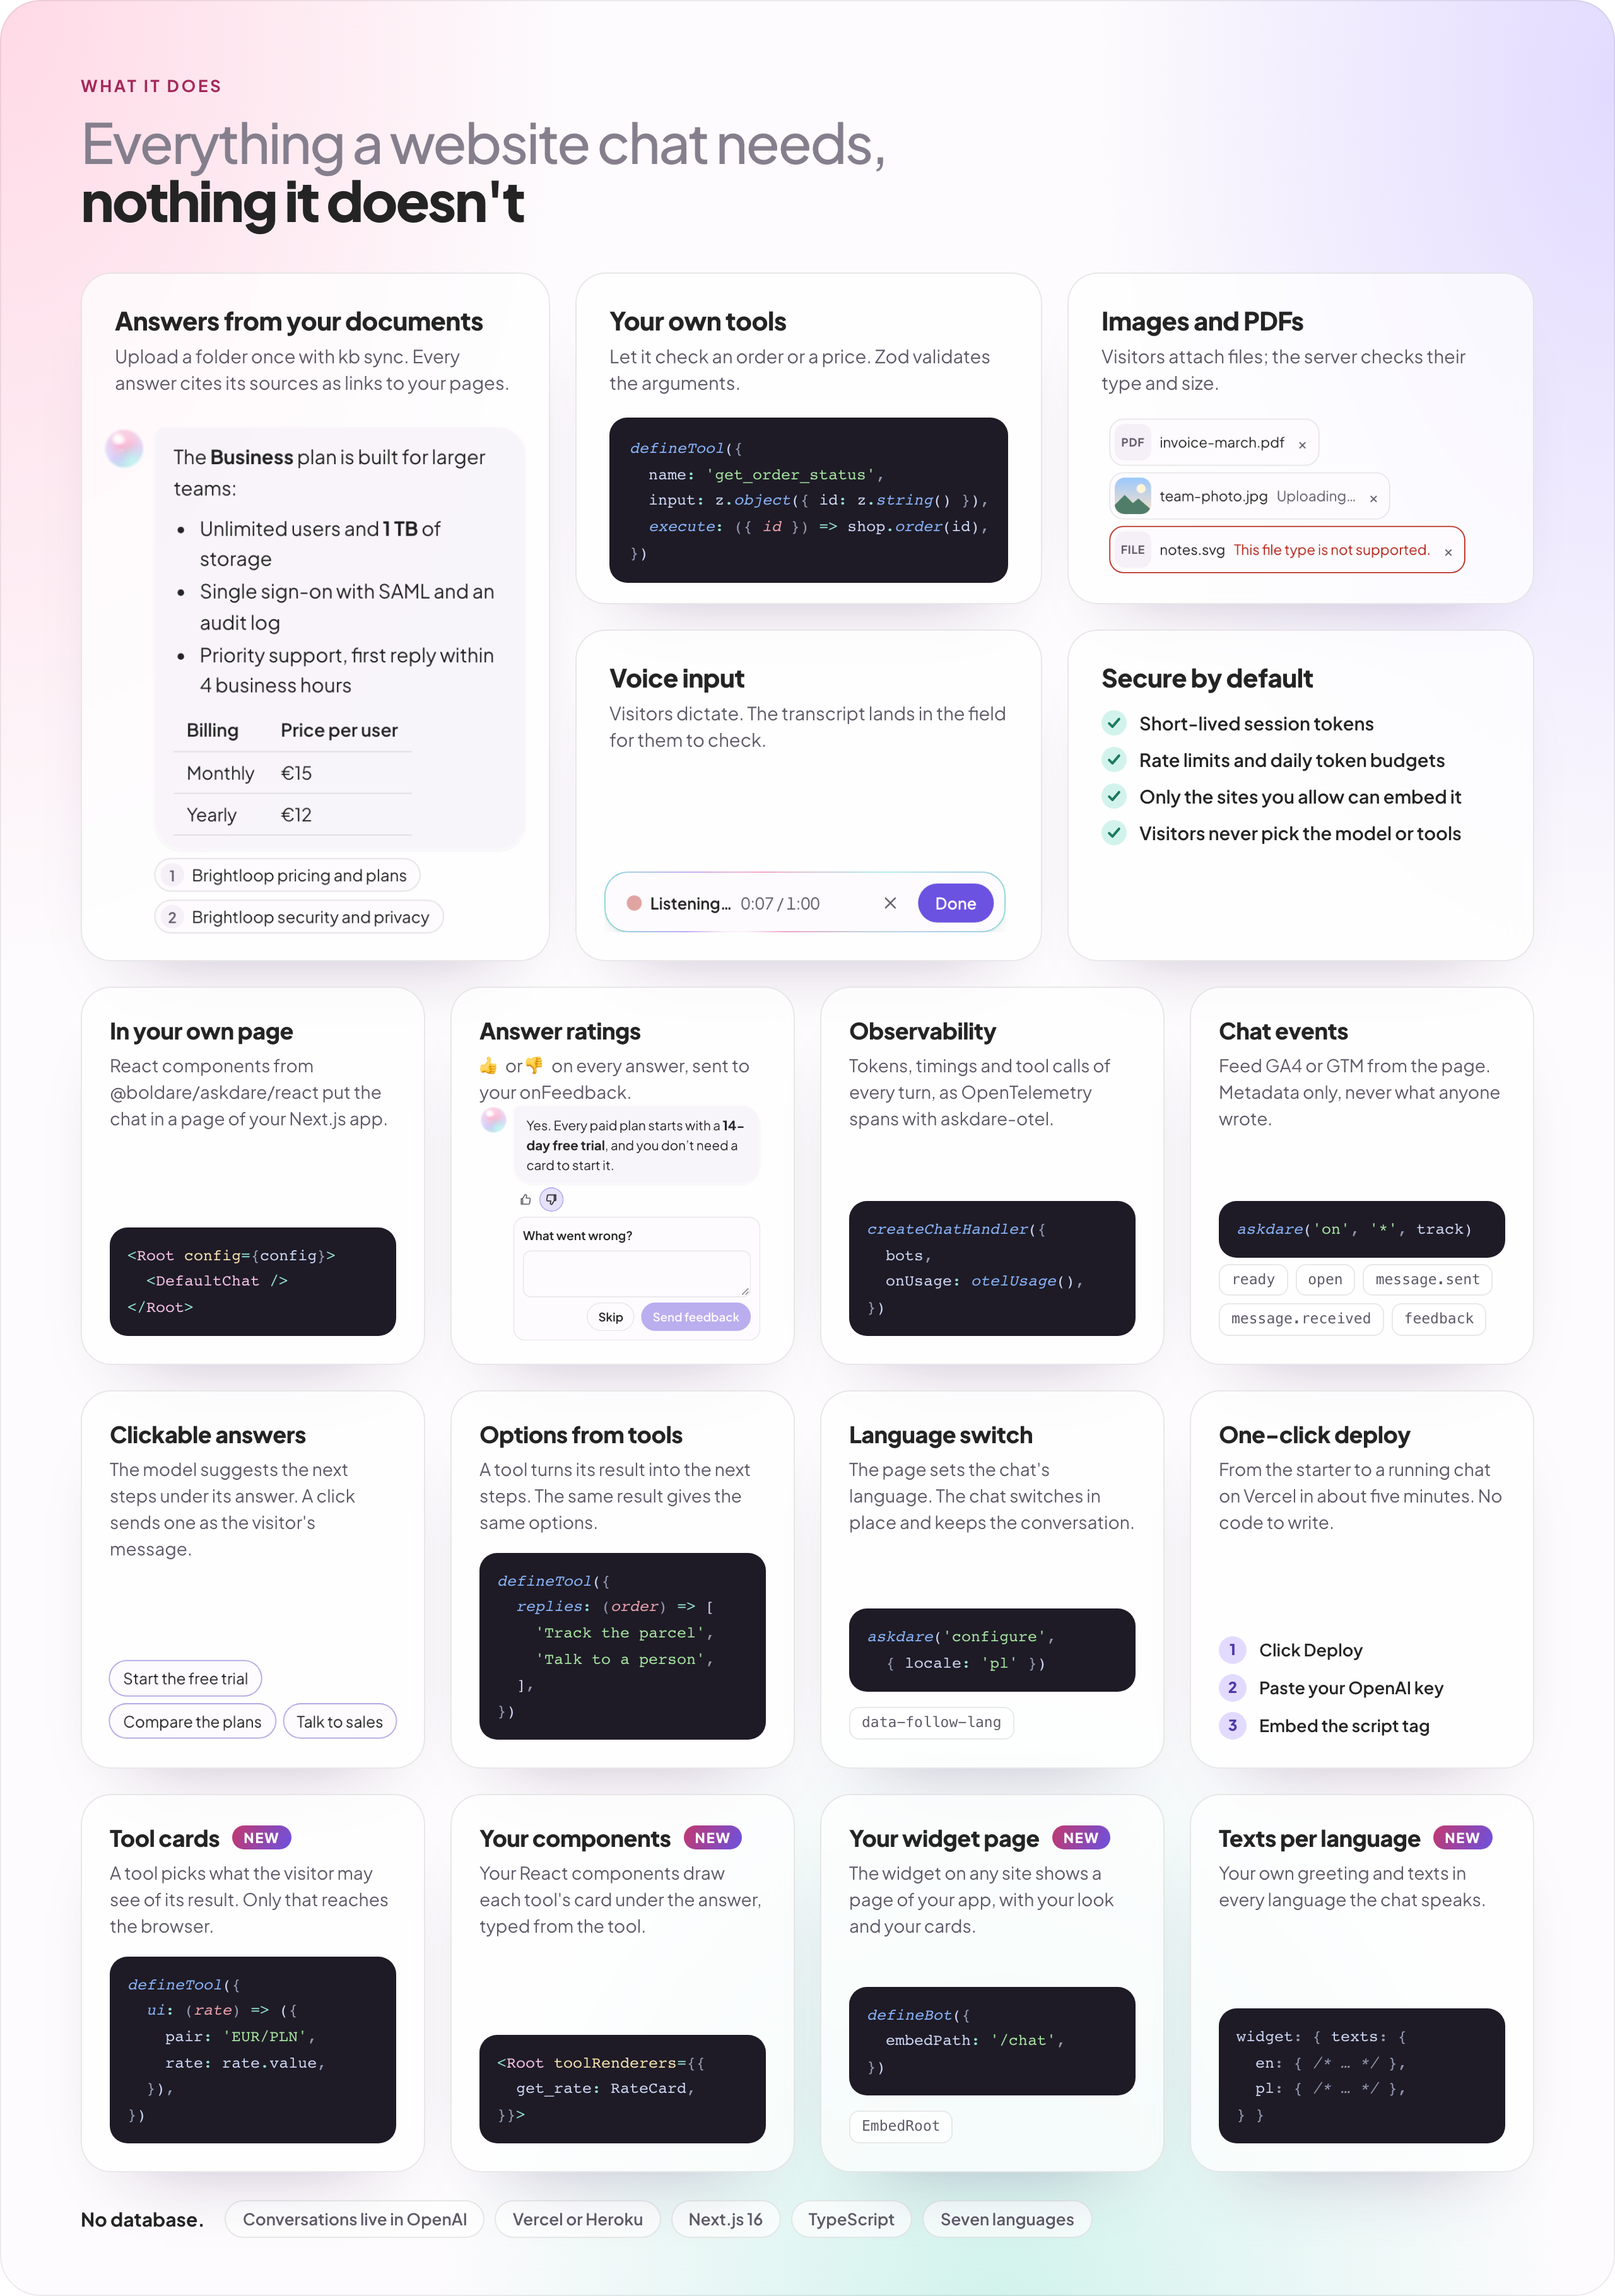 WHAT IT DOES
Everything a website chat needs,
nothing it doesn't
Answers from your documents
Upload a folder once with kb sync. Every
answer cites its sources as links to your pages.
The Business plan is built for larger
teams:
• Unlimited users and 1 TB of
storage
• Single sign-on with SAML and an
audit log
• Priority support, first reply within
4 business hours
Billing Price per user
Monthly €15
Yearly €12
1 Brightloop pricing and plans
2 Brightloop security and privacy
Your own tools
Let it check an order or a price. Zod validates
the arguments.
defineTool({
name: 'get_order_status',
input: z.object({ id: z.string() }),
execute: ({ id }) => shop.order(id),
})
Images and PDFs
Visitors attach files; the server checks their
type and size.
PDF invoice-march.pdf ×
team-photo.jpg Uploading... ×
FILE notes.svg This file type is not supported. ×
Voice input
Visitors dictate. The transcript lands in the field
for them to check.
Listening... 0:07 / 1:00 × Done
Secure by default
Short-lived session tokens
Rate limits and daily token budgets
Only the sites you allow can embed it
Visitors never pick the model or tools
In your own page
React components from
@boldare/askdare/react put the
chat in a page of your Next.js app.
<Root config={config}>
<DefaultChat />
</Root>
Answer ratings
👍 or 👎 on every answer, sent to
your onFeedback.
Yes. Every paid plan starts with a 14-
day free trial, and you don't need a
card to start it.
What went wrong?
Skip Send feedback
Observability
Tokens, timings and tool calls of
every turn, as OpenTelemetry
spans with askdare-otel.
createChatHandler({
bots,
onUsage: otelUsage(),
})
Chat events
Feed GA4 or GTM from the page.
Metadata only, never what anyone
wrote.
askdare('on', '*', track)
ready open message.sent
message.received feedback
Clickable answers
The model suggests the next
steps under its answer. A click
sends one as the visitor's
message.
Start the free trial
Compare the plans Talk to sales
Options from tools
A tool turns its result into the next
steps. The same result gives the
same options.
defineTool({
replies: (order) => [
'Track the parcel',
'Talk to a person',
],
})
Language switch
The page sets the chat's
language. The chat switches in
place and keeps the conversation.
askdare('configure',
{ locale: 'pl' })
data-follow-lang
One-click deploy
From the starter to a running chat
on Vercel in about five minutes. No
code to write.
1 Click Deploy
2 Paste your OpenAI key
3 Embed the script tag
Tool cards NEW
A tool picks what the visitor may
see of its result. Only that reaches
the browser.
defineTool({
ui: (rate) => ({
pair: 'EUR/PLN',
rate: rate.value,
}),
})
Your components NEW
Your React components draw
each tool's card under the answer,
typed from the tool.
<Root toolRenderers={{
get_rate: RateCard,
}}>
Your widget page NEW
The widget on any site shows a
page of your app, with your look
and your cards.
defineBot({
embedPath: '/chat',
})
EmbedRoot
Texts per language NEW
Your own greeting and texts in
every language the chat speaks.
widget: { texts: {
en: { /* … */ },
pl: { /* … */ },
} }
No database. Conversations live in OpenAI Vercel or Heroku Next.js 16 TypeScript Seven languages